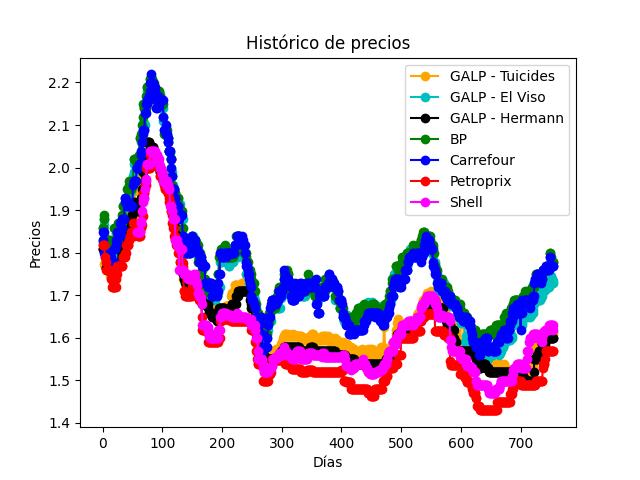 Histórico de precios
GALP - Tuicides
GALP - El Viso
GALP - Hermann
BP
Carrefour
Petroprix
Shell
Precios
2.2
2.1
2.0
1.9
1.8
1.7
1.6
1.5
1.4
0 100 200 300 400 500 600 700
Días